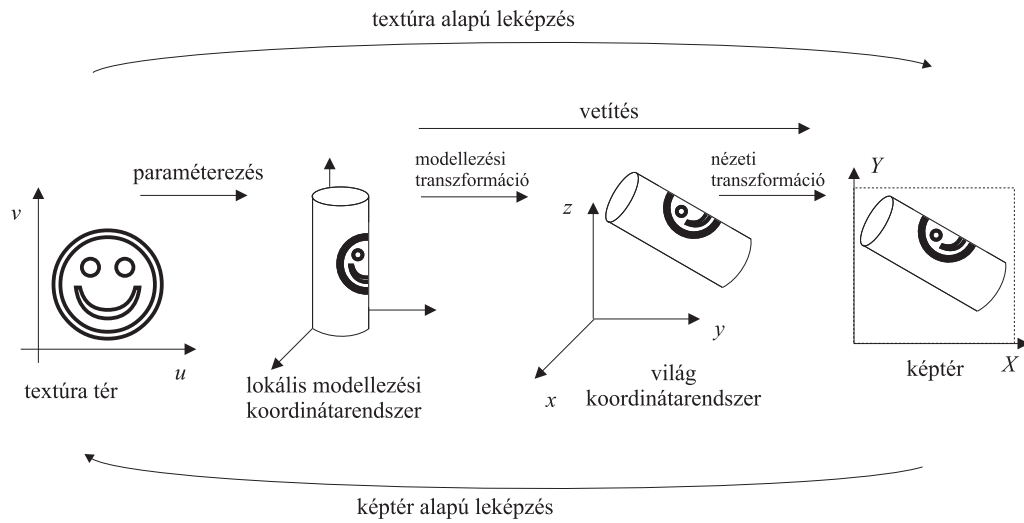 textúra alapú leképzés
vetítés
paraméterezés
modellezési
transzformáció
nézeti
transzformáció
v
u
textúra tér
lokális modellezési
koordinátarendszer
z
y
x
világ
koordinátarendszer
Y
X
képtér
képtér alapú leképzés